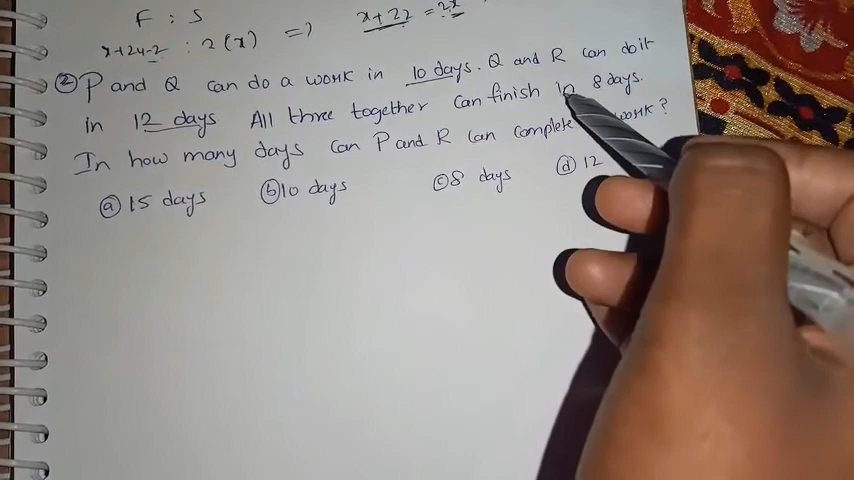 F : S
x+24-2 : 2(x) => x+22 = 2x
② P and Q can do a work in 10 days. Q and R can do it
in 12 days All three together can finish in 8 days.
In how many days can P and R can complete work?
ⓐ 15 days ⓑ 10 days ⓒ 8 days ⓓ 12